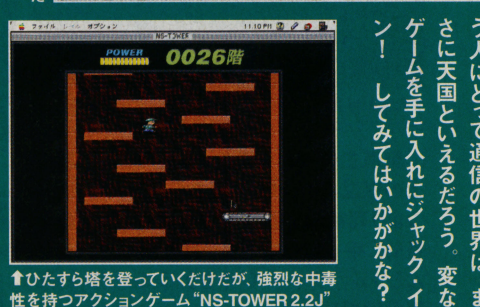 う人にとって通信の世界は、ま
さに天国といえるだろう。変な
ゲームを手に入れにジャック・イ
ン! してみてはいかがかな?
ファイル レベル オプション 11:10 PM
NS-TOWER
POWER 0026階
⬆ひたすら塔を登っていくだけだが、強烈な中毒
性を持つアクションゲーム“NS-TOWER 2.2J”